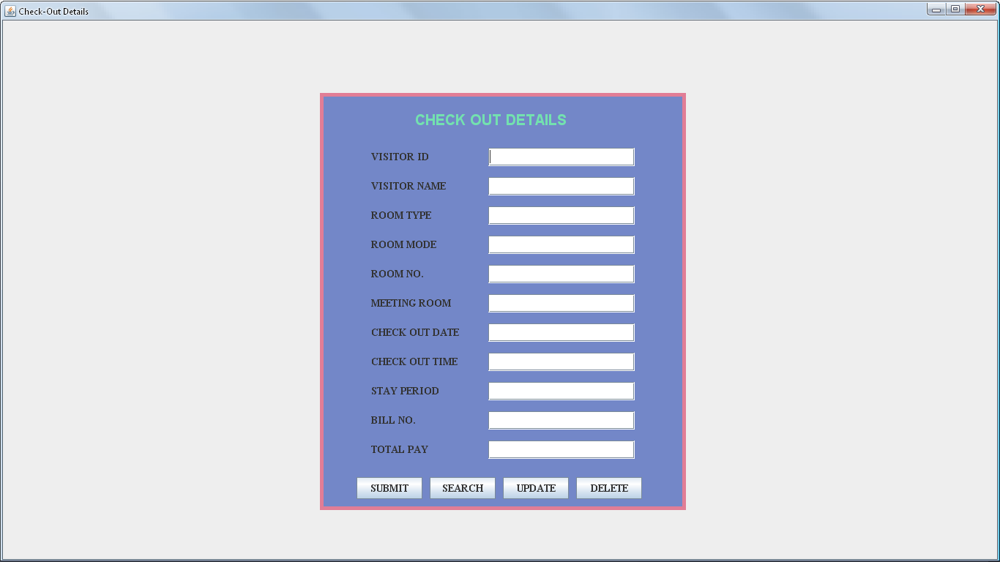 Check-Out Details
CHECK OUT DETAILS
VISITOR ID
VISITOR NAME
ROOM TYPE
ROOM MODE
ROOM NO.
MEETING ROOM
CHECK OUT DATE
CHECK OUT TIME
STAY PERIOD
BILL NO.
TOTAL PAY
SUBMIT SEARCH UPDATE DELETE